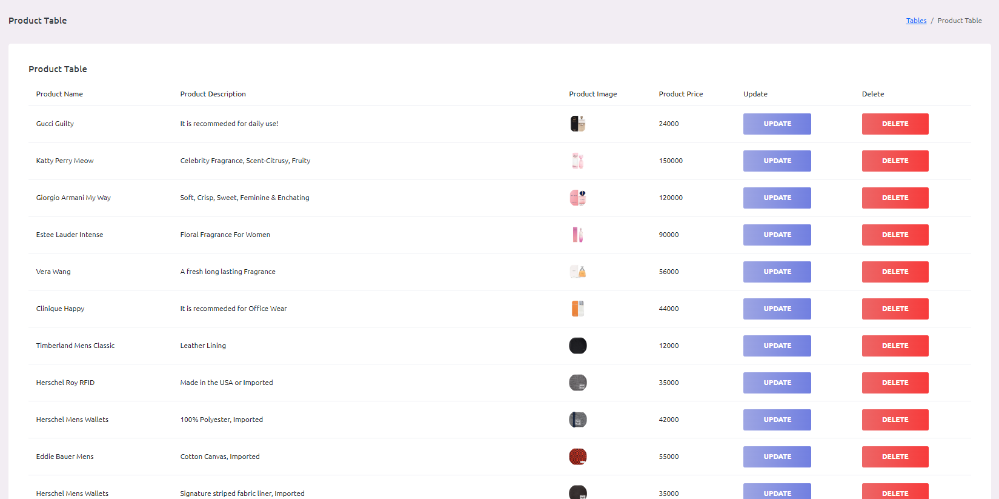 Product Table
Tables / Product Table
Product Table
Product Name Product Description Product Image Product Price Update Delete
Gucci Guilty It is recommeded for daily use! 24000 UPDATE DELETE
Katty Perry Meow Celebrity Fragrance, Scent-Citrusy, Fruity 150000 UPDATE DELETE
Giorgio Armani My Way Soft, Crisp, Sweet, Feminine & Enchating 120000 UPDATE DELETE
Estee Lauder Intense Floral Fragrance For Women 90000 UPDATE DELETE
Vera Wang A fresh long lasting Fragrance 56000 UPDATE DELETE
Clinique Happy It is recommeded for Office Wear 44000 UPDATE DELETE
Timberland Mens Classic Leather Lining 12000 UPDATE DELETE
Herschel Roy RFID Made in the USA or Imported 35000 UPDATE DELETE
Herschel Mens Wallets 100% Polyester, Imported 42000 UPDATE DELETE
Eddie Bauer Mens Cotton Canvas, Imported 55000 UPDATE DELETE
Herschel Mens Wallets Signature striped fabric liner, Imported 35000 UPDATE DELETE